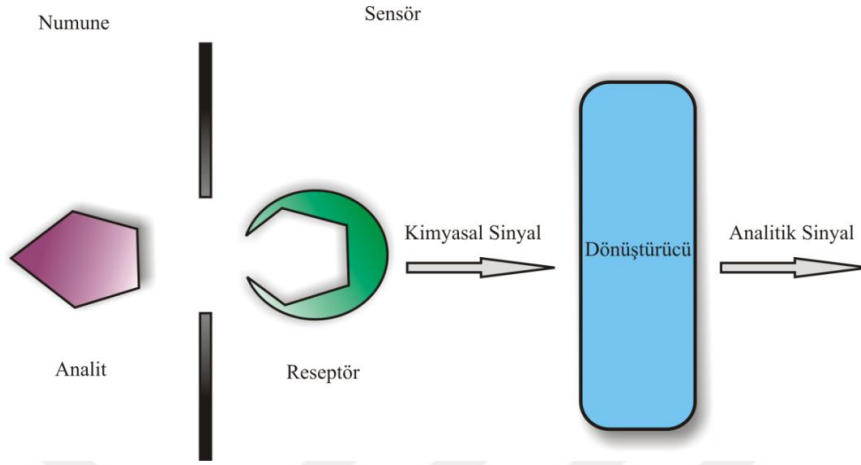 Numune
Sensör
Kimyasal Sinyal
Dönüştürücü
Analitik Sinyal
Analit
Reseptör